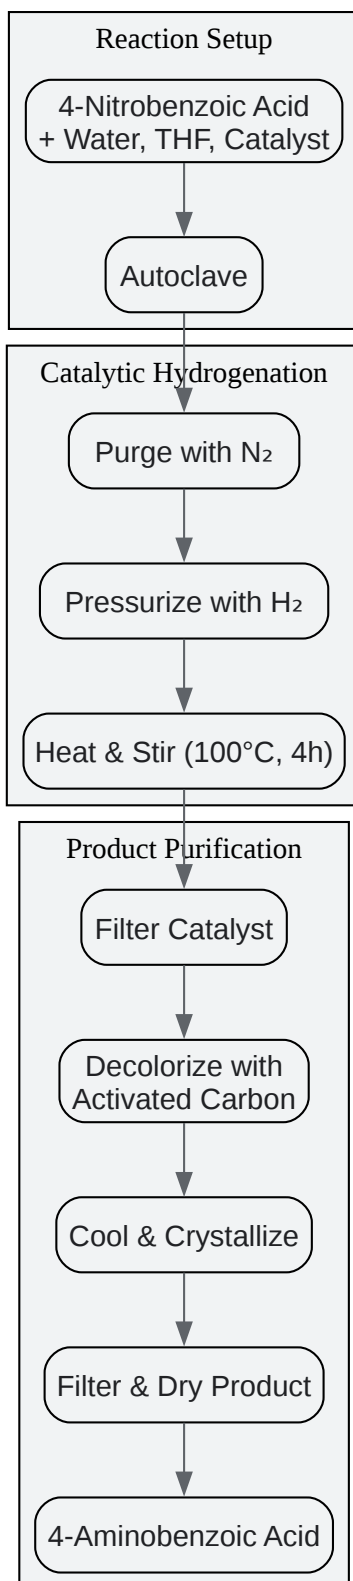 Reaction Setup
4-Nitrobenzoic Acid
+ Water, THF, Catalyst
Autoclave
Catalytic Hydrogenation
Purge with N₂
Pressurize with H₂
Heat & Stir (100°C, 4h)
Product Purification
Filter Catalyst
Decolorize with
Activated Carbon
Cool & Crystallize
Filter & Dry Product
4-Aminobenzoic Acid